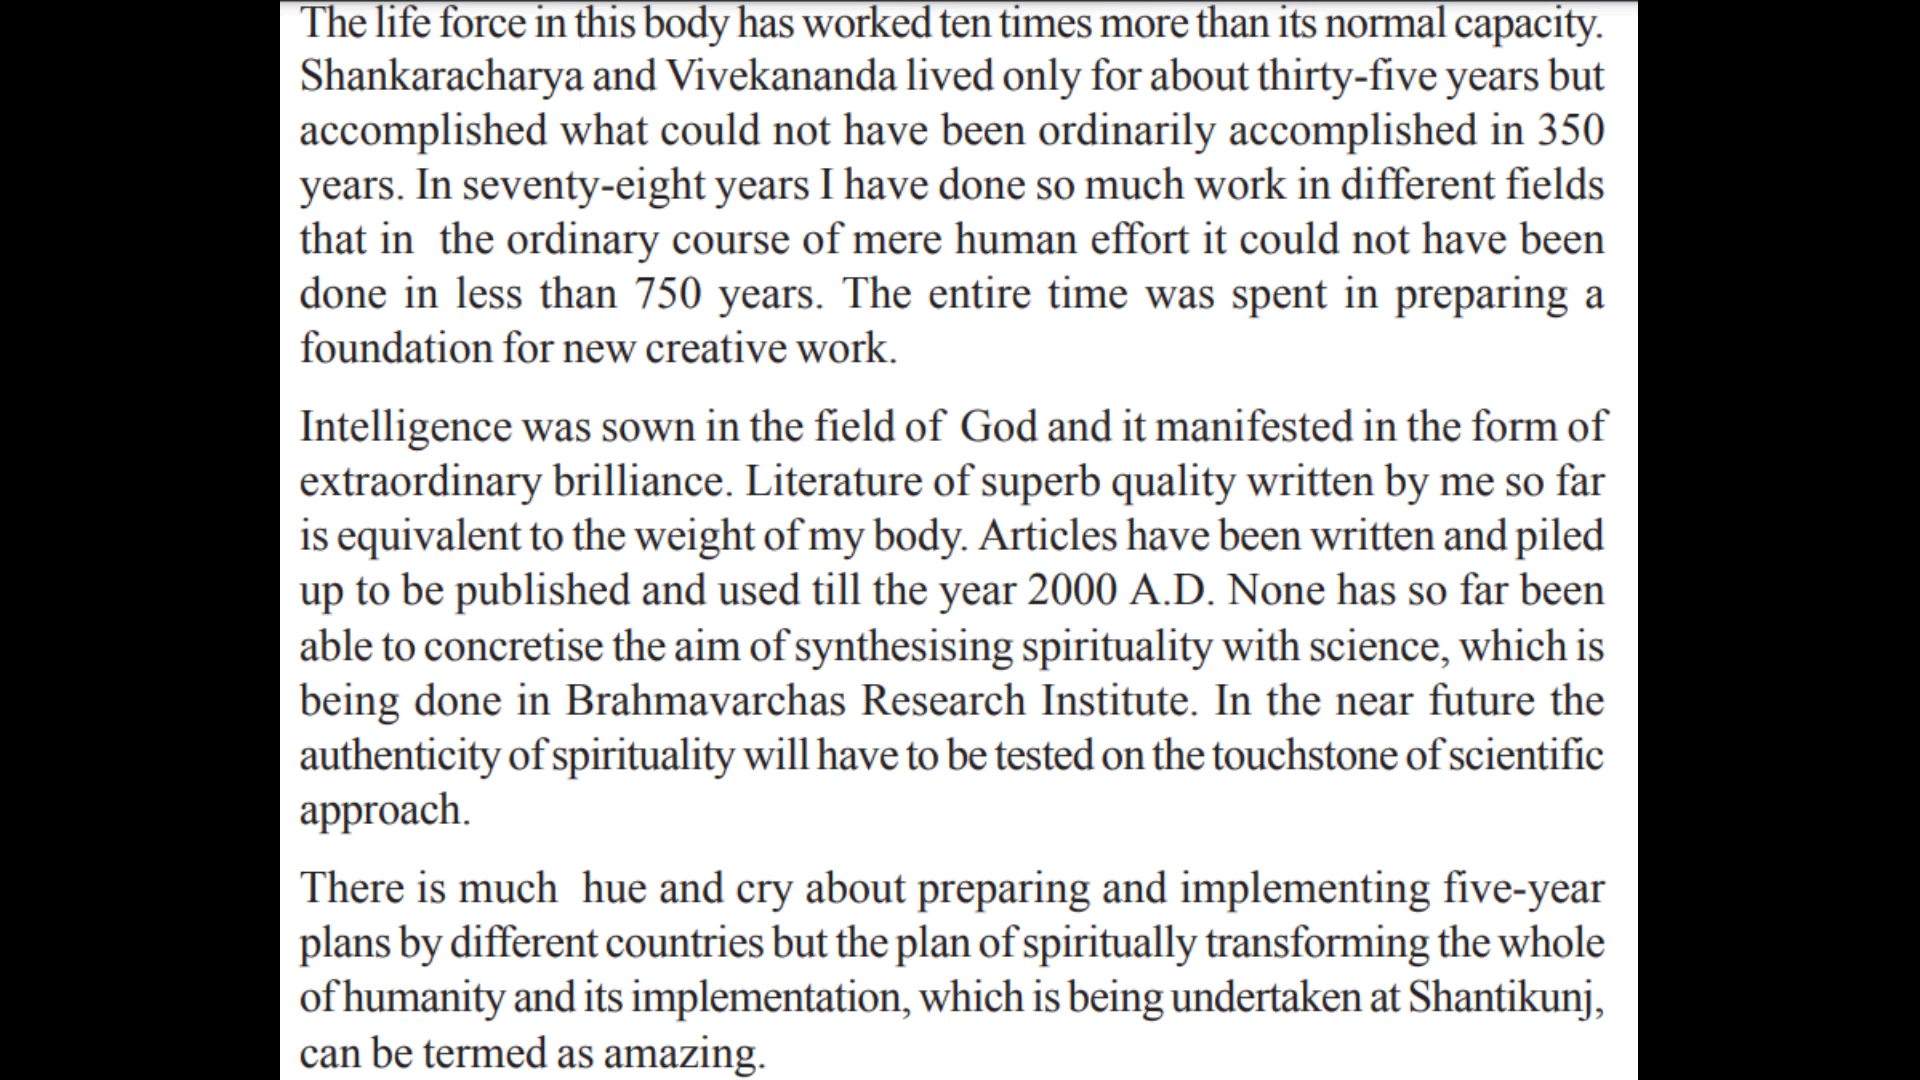 The life force in this body has worked ten times more than its normal capacity.
Shankaracharya and Vivekananda lived only for about thirty-five years but
accomplished what could not have been ordinarily accomplished in 350
years. In seventy-eight years I have done so much work in different fields
that in the ordinary course of mere human effort it could not have been
done in less than 750 years. The entire time was spent in preparing a
foundation for new creative work.
Intelligence was sown in the field of God and it manifested in the form of
extraordinary brilliance. Literature of superb quality written by me so far
is equivalent to the weight of my body. Articles have been written and piled
up to be published and used till the year 2000 A.D. None has so far been
able to concretise the aim of synthesising spirituality with science, which is
being done in Brahmavarchas Research Institute. In the near future the
authenticity of spirituality will have to be tested on the touchstone of scientific
approach.
There is much hue and cry about preparing and implementing five-year
plans by different countries but the plan of spiritually transforming the whole
of humanity and its implementation, which is being undertaken at Shantikunj,
can be termed as amazing.